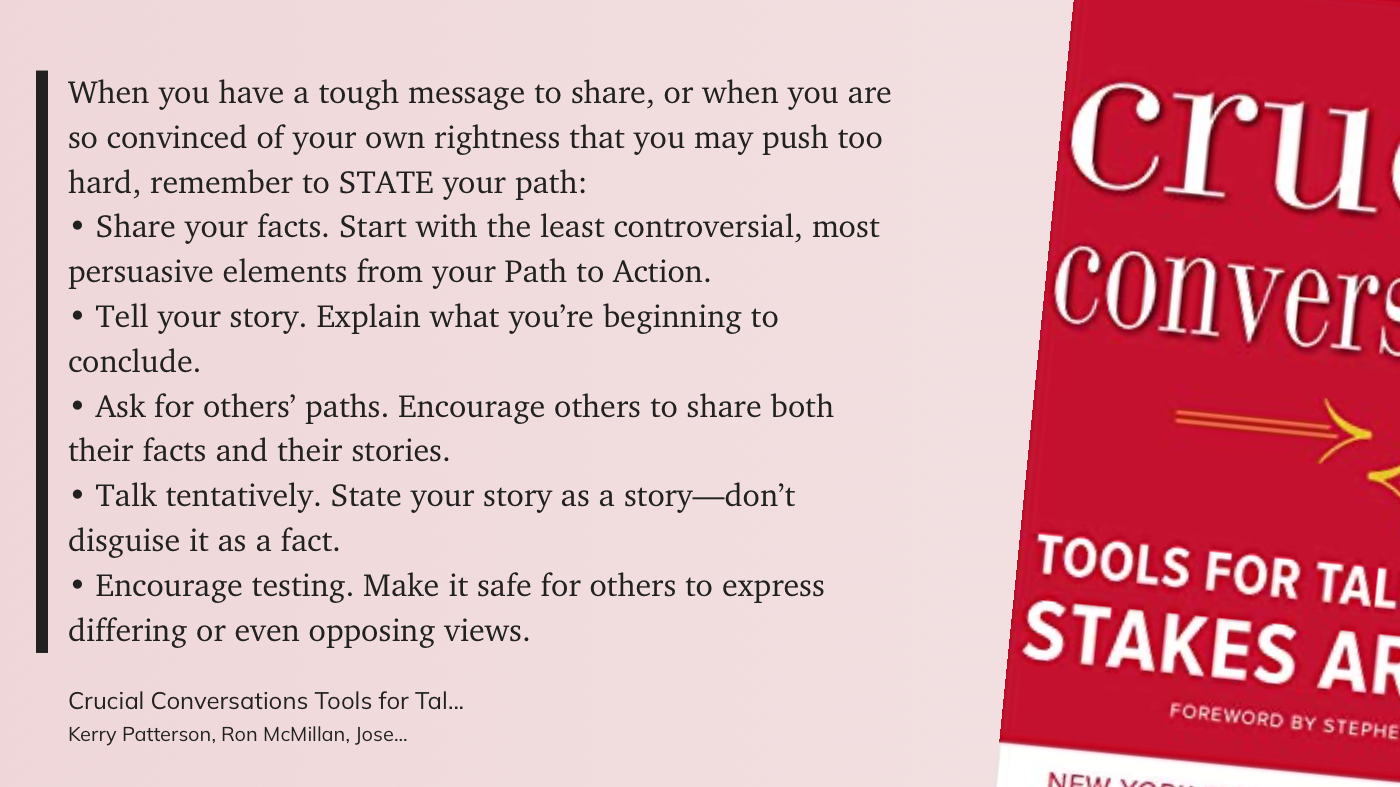 When you have a tough message to share, or when you are
so convinced of your own rightness that you may push too
hard, remember to STATE your path:
• Share your facts. Start with the least controversial, most
persuasive elements from your Path to Action.
• Tell your story. Explain what you’re beginning to
conclude.
• Ask for others’ paths. Encourage others to share both
their facts and their stories.
• Talk tentatively. State your story as a story—don’t
disguise it as a fact.
• Encourage testing. Make it safe for others to express
differing or even opposing views.
Crucial Conversations Tools for Tal...
Kerry Patterson, Ron McMillan, Jose...
cruc
convers
TOOLS FOR TAL
STAKES AR
FOREWORD BY STEPHE
NEW YORK